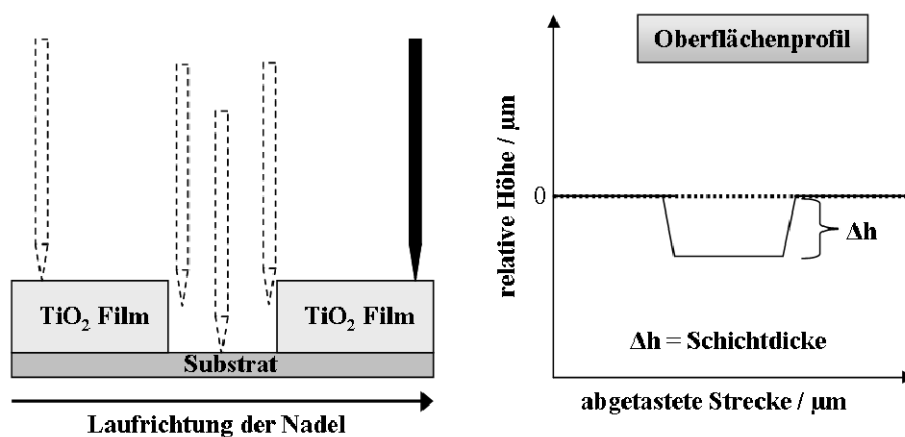 TiO₂ Film
TiO₂ Film
Substrat
Laufrichtung der Nadel
Oberflächenprofil
relative Höhe / µm
0
Δh
Δh = Schichtdicke
abgetastete Strecke / µm